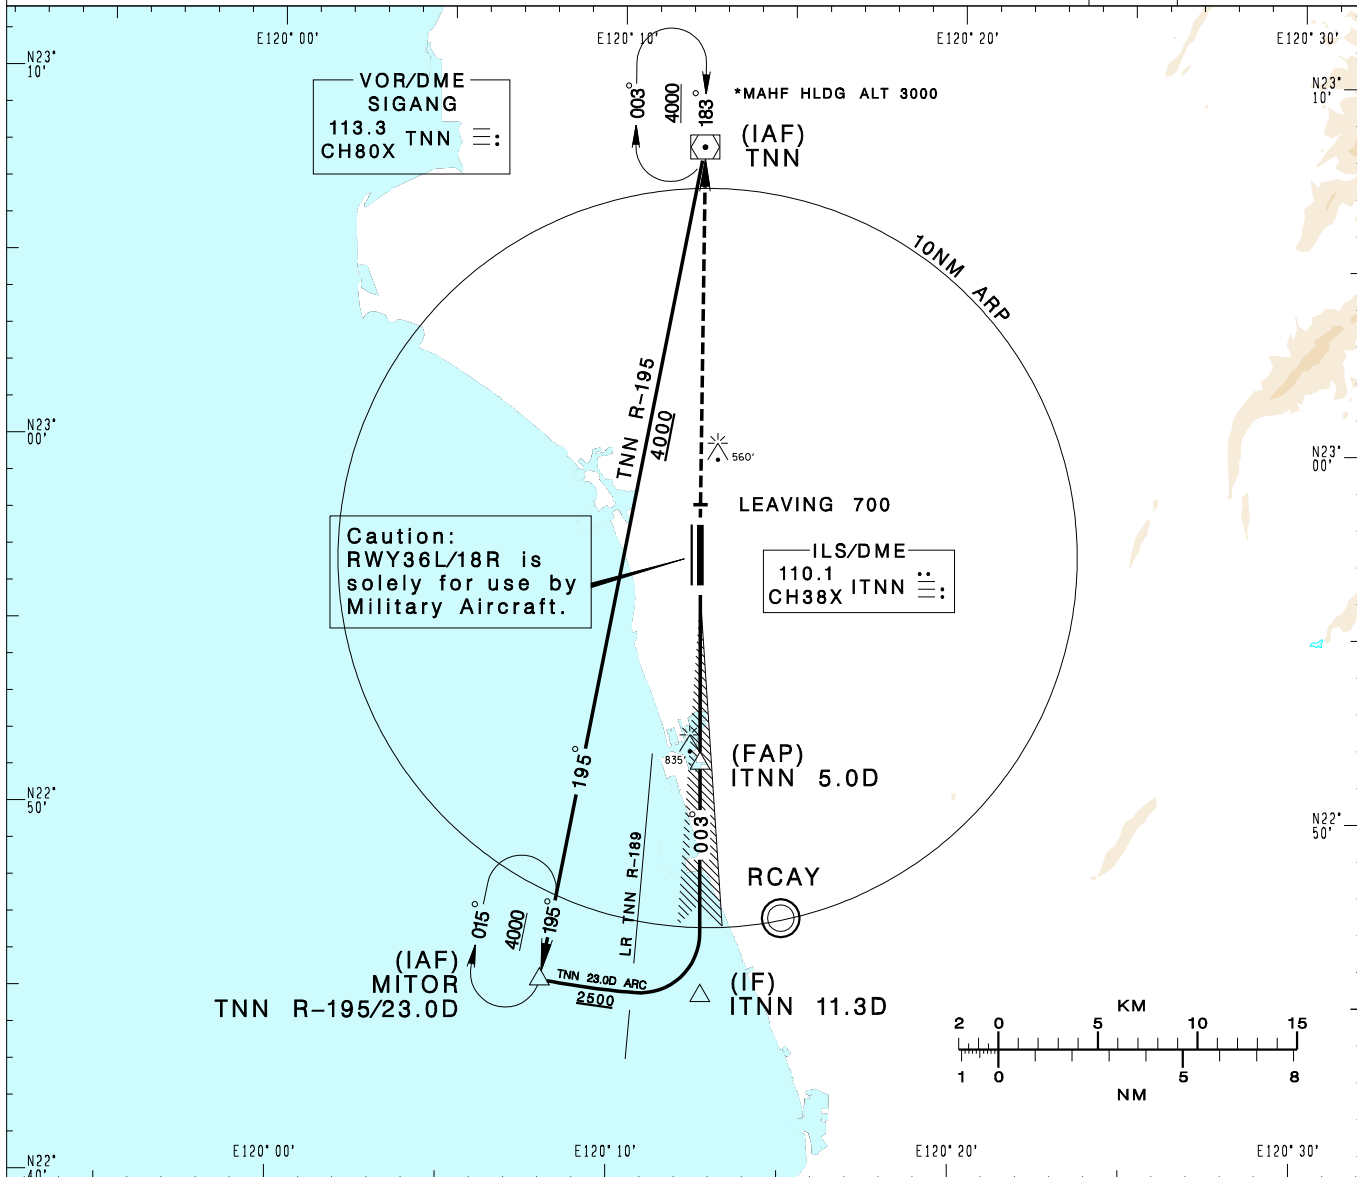 E120° 00'
E120° 10'
E120° 20'
E120° 30'
N23°
10'
N23°
10'
VOR/DME
SIGANG
113.3
CH80X
TNN
003°
4000
183°
*MAHF HLDG ALT 3000
(IAF)
TNN
10NM ARP
TNN R-195
4000
N23°
00'
N23°
00'
560'
LEAVING 700
Caution:
RWY36L/18R is
solely for use by
Military Aircraft.
ILS/DME
110.1
CH38X
ITNN
195°
835'
(FAP)
ITNN 5.0D
N22°
50'
N22°
50'
003°
LR TNN R-189
RCAY
015°
4000
195°
(IAF)
MITOR
TNN R-195/23.0D
TNN 23.0D ARC
2500
(IF)
ITNN 11.3D
KM
2 0 5 10 15
1 0 5 8
NM
N22°
40'
E120° 00'
E120° 10'
E120° 20'
E120° 30'